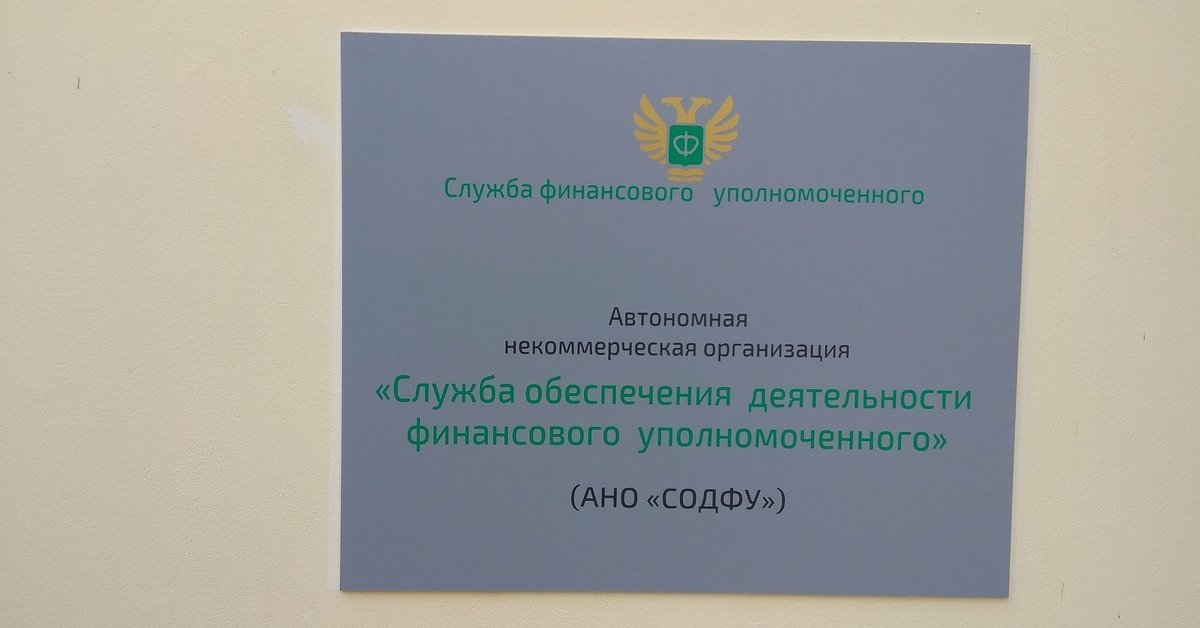 Ф
Служба финансового уполномоченного
Автономная
некоммерческая организация
«Служба обеспечения деятельности
финансового уполномоченного»
(АНО «СОДФУ»)